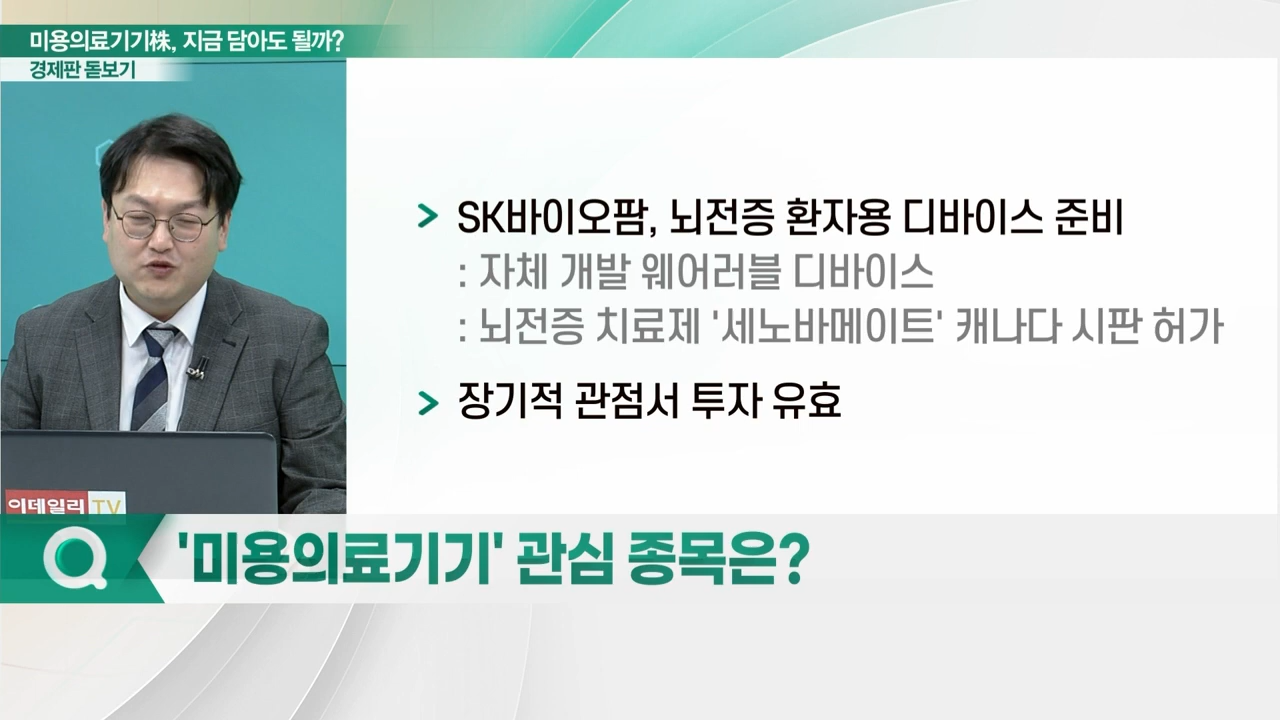 미용의료기기株, 지금 담아도 될까?
경제판 돋보기
> SK바이오팜, 뇌전증 환자용 디바이스 준비
: 자체 개발 웨어러블 디바이스
: 뇌전증 치료제 '세노바메이트' 캐나다 시판 허가
> 장기적 관점서 투자 유효
이데일리 TV
Q '미용의료기기' 관심 종목은?